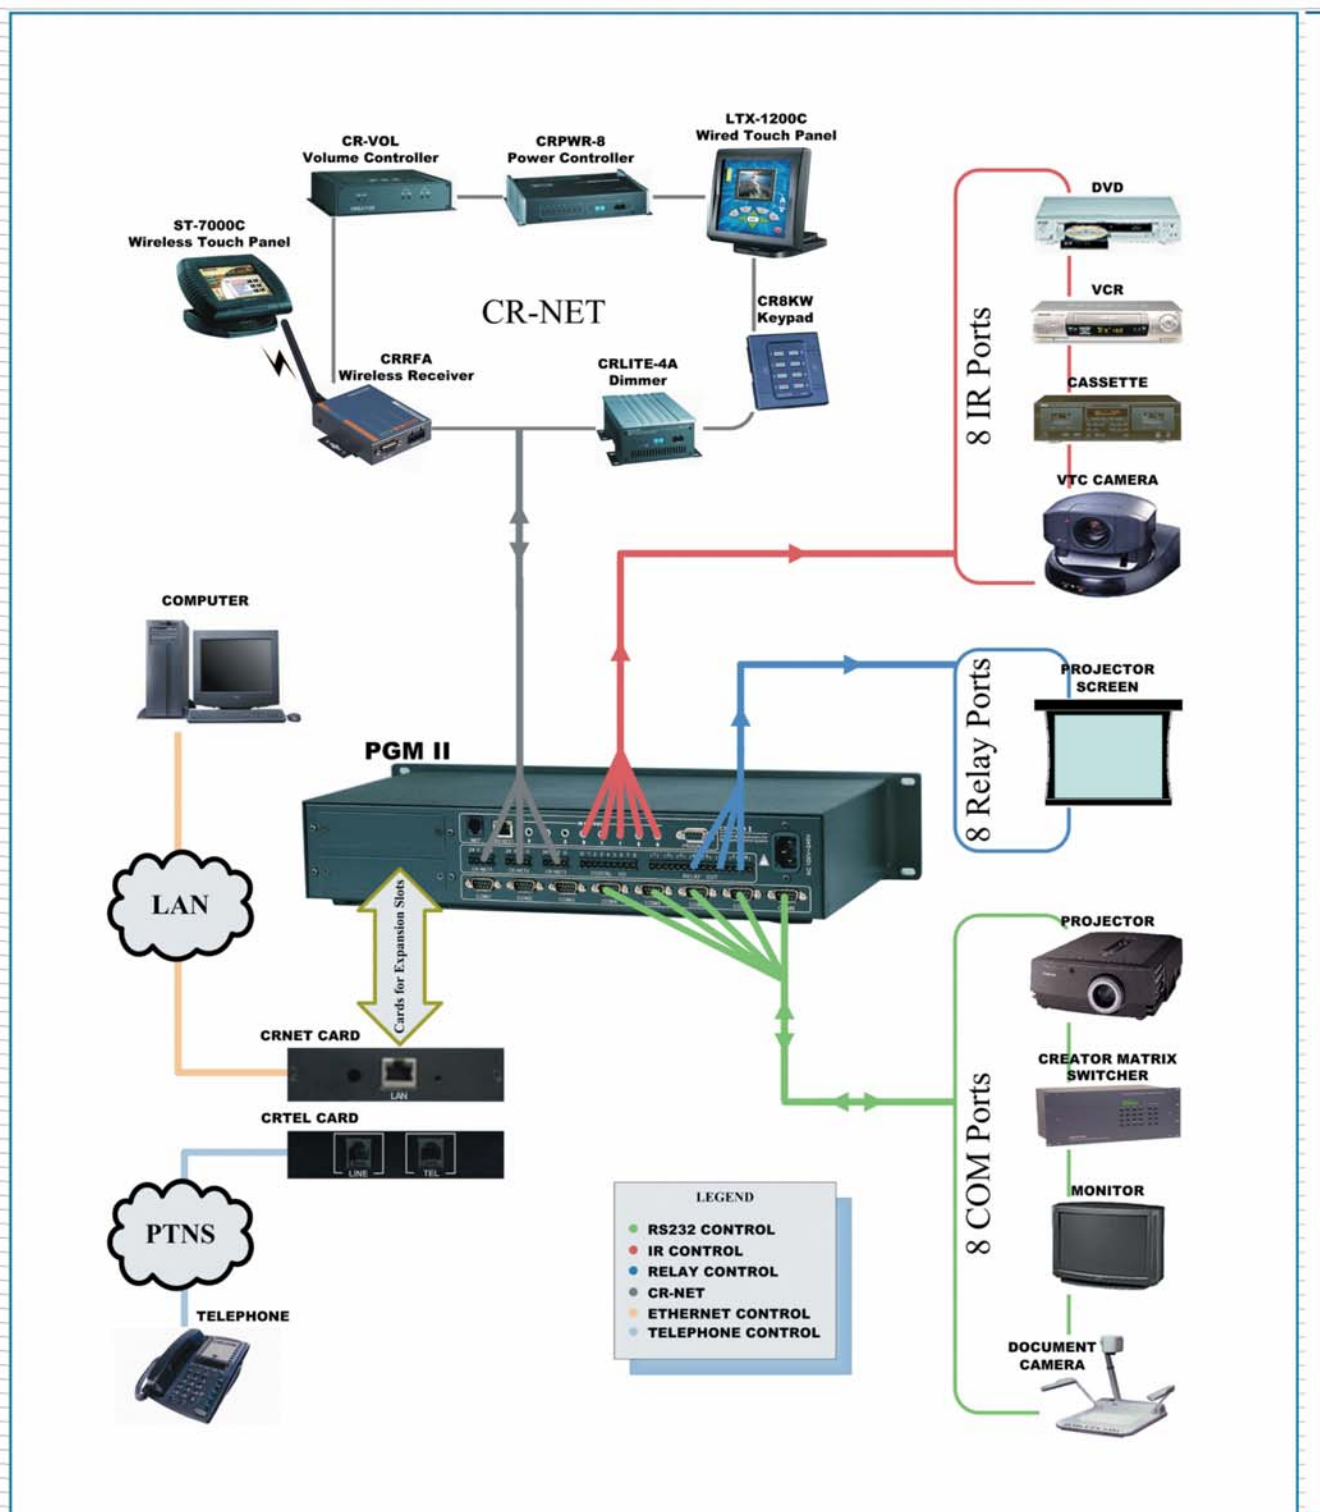 LTX-1200C
Wired Touch Panel
CR-VOL
Volume Controller
CRPWR-8
Power Controller
ST-7000C
Wireless Touch Panel
CR-NET
CR8KW
Keypad
CRRFA
Wireless Receiver
CRLITE-4A
Dimmer
8 IR Ports
DVD
VCR
CASSETTE
VTC CAMERA
COMPUTER
8 Relay Ports
PROJECTOR
SCREEN
PGM II
LAN
Cards for Expansion Slots
CRNET CARD
LAN
CRTEL CARD
LINE
TEL
PTNS
TELEPHONE
8 COM Ports
PROJECTOR
CREATOR MATRIX
SWITCHER
MONITOR
DOCUMENT
CAMERA
LEGEND
RS232 CONTROL
IR CONTROL
RELAY CONTROL
CR-NET
ETHERNET CONTROL
TELEPHONE CONTROL